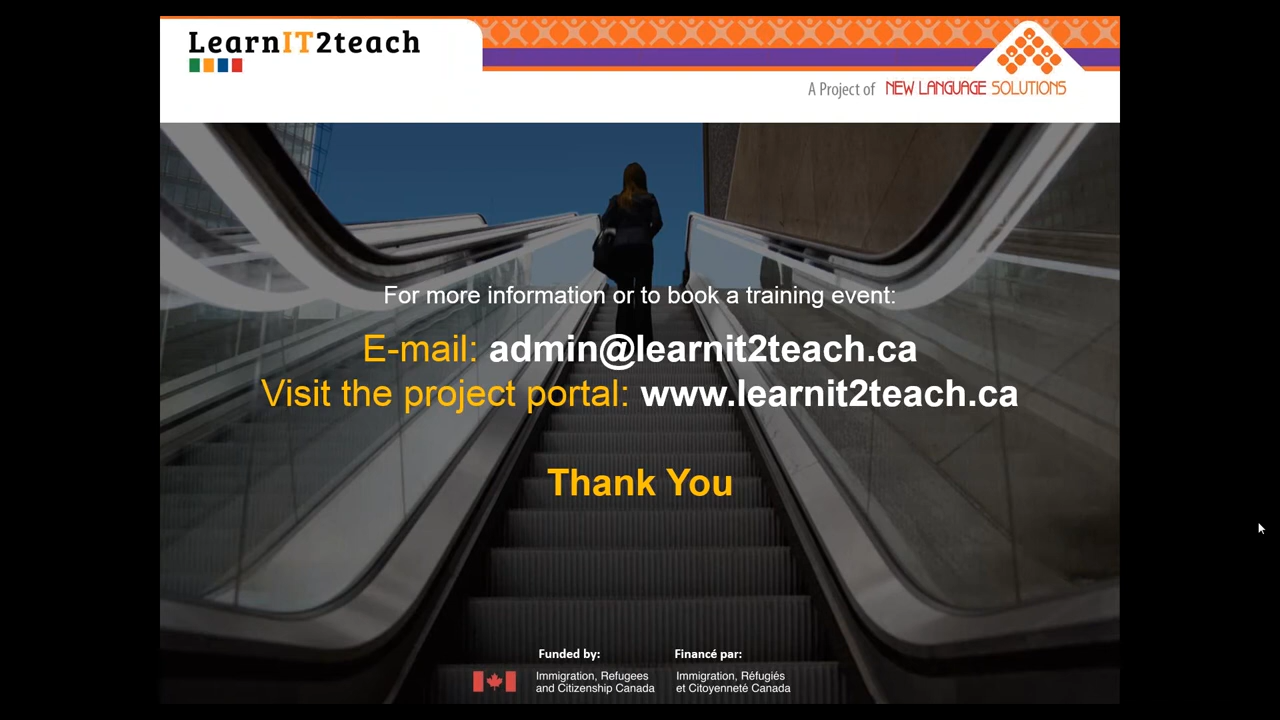 LearnIT2teach
A Project of NEW LANGUAGE SOLUTIONS
For more information or to book a training event:
E-mail: admin@learnit2teach.ca
Visit the project portal: www.learnit2teach.ca
Thank You
Funded by:
Immigration, Refugees
and Citizenship Canada
Financé par:
Immigration, Réfugiés
et Citoyenneté Canada